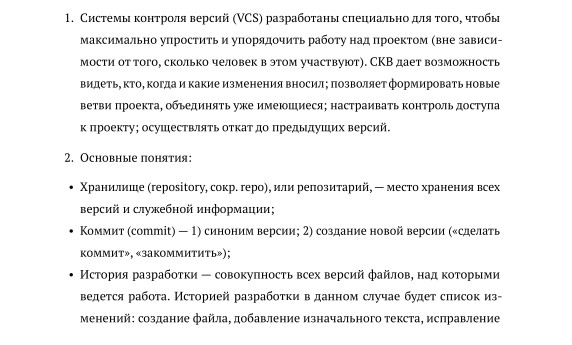 1. Системы контроля версий (VCS) разработаны специально для того, чтобы
максимально упростить и упорядочить работу над проектом (вне зависи-
мости от того, сколько человек в этом участвуют). СКВ дает возможность
видеть, кто, когда и какие изменения вносил; позволяет формировать новые
ветви проекта, объединять уже имеющиеся; настраивать контроль доступа
к проекту; осуществлять откат до предыдущих версий.
2. Основные понятия:
• Хранилище (repository, сокр. repo), или репозитарий, — место хранения всех
версий и служебной информации;
• Коммит (commit) — 1) синоним версии; 2) создание новой версии («сделать
коммит», «закоммитить»);
• История разработки — совокупность всех версий файлов, над которыми
ведется работа. Историей разработки в данном случае будет список из-
менений: создание файла, добавление изначального текста, исправление